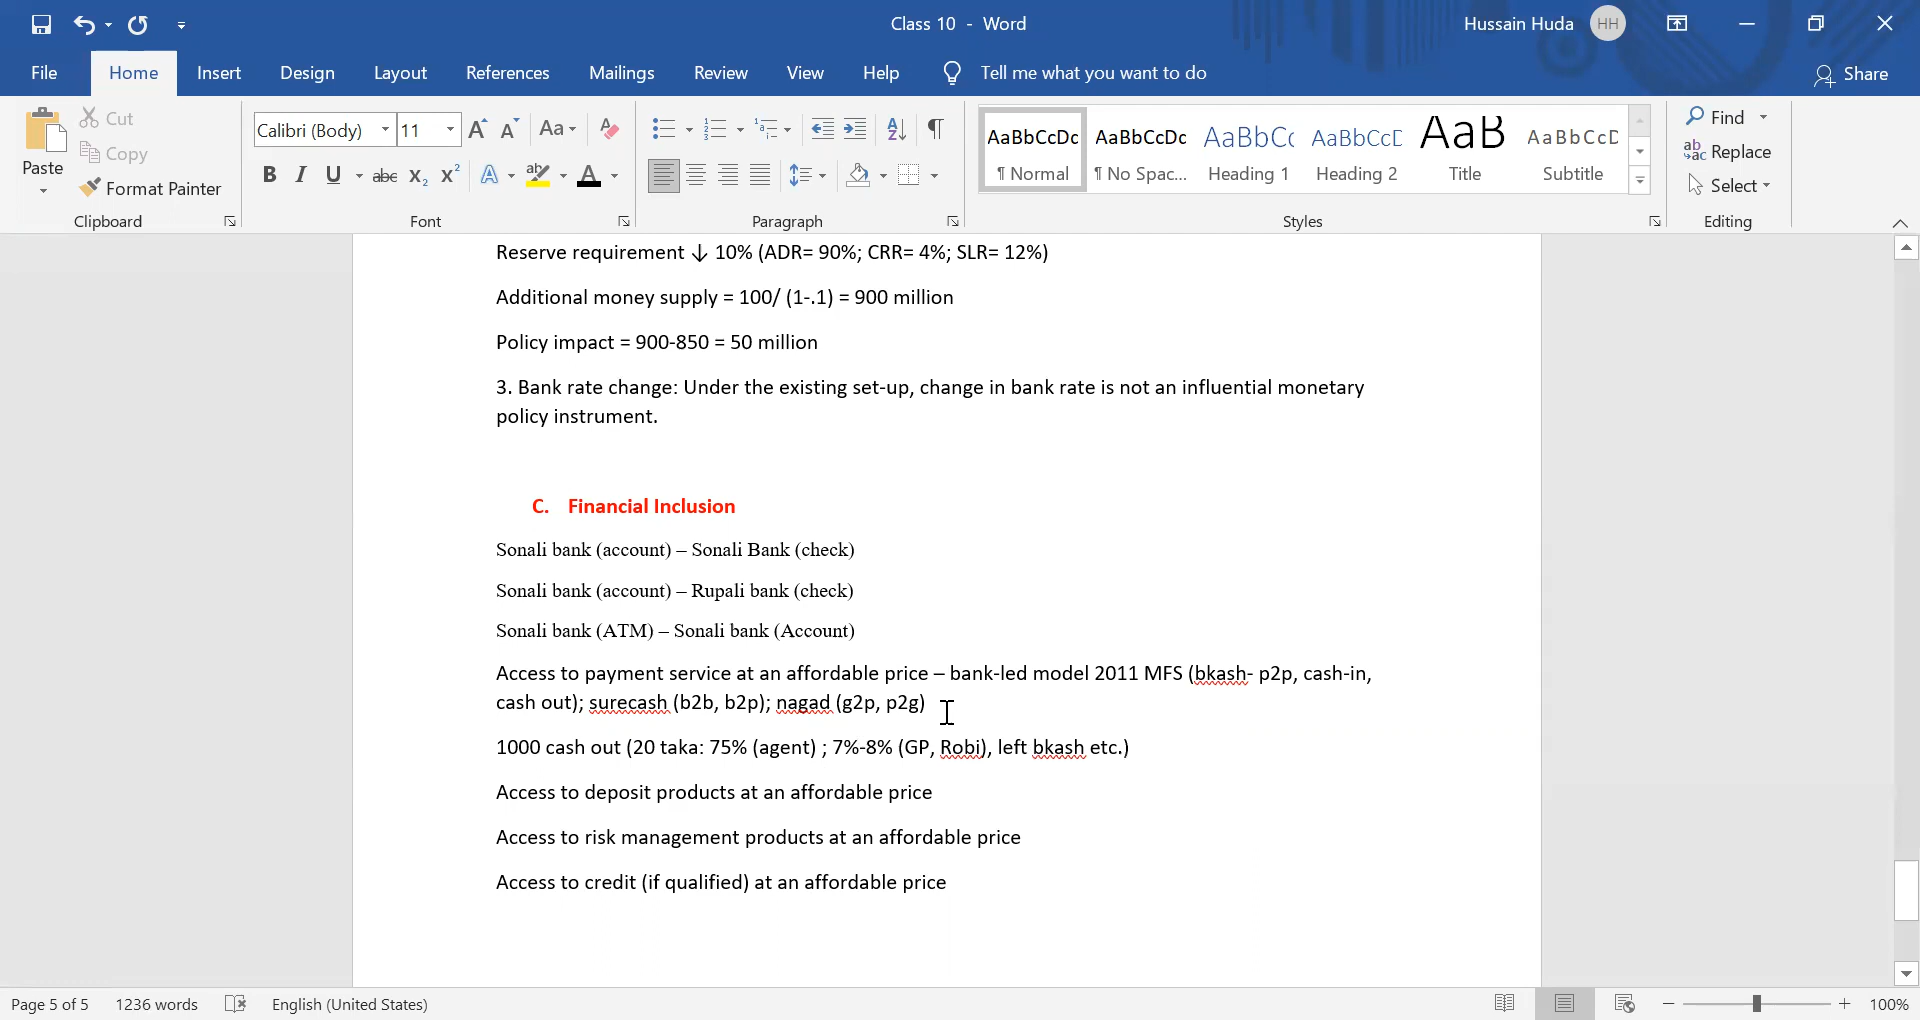 Class 10 - Word
Hussain Huda HH
File Home Insert Design Layout References Mailings Review View Help Tell me what you want to do Share
Paste
Cut
Copy
Format Painter
Clipboard
Calibri (Body) 11 Aa
B I U abc X₂ X² A ab A
Font
Paragraph
AaBbCcDc AaBbCcDc AaBbCc AaBbCcE AaB AaBbCcD
¶ Normal ¶ No Spac... Heading 1 Heading 2 Title Subtitle
Styles
Find
Replace
Select
Editing
Reserve requirement ↓ 10% (ADR= 90%; CRR= 4%; SLR= 12%)
Additional money supply = 100/ (1-.1) = 900 million
Policy impact = 900-850 = 50 million
3. Bank rate change: Under the existing set-up, change in bank rate is not an influential monetary
policy instrument.
C. Financial Inclusion
Sonali bank (account) – Sonali Bank (check)
Sonali bank (account) – Rupali bank (check)
Sonali bank (ATM) – Sonali bank (Account)
Access to payment service at an affordable price – bank-led model 2011 MFS (bkash- p2p, cash-in,
cash out); surecash (b2b, b2p); nagad (g2p, p2g)
1000 cash out (20 taka: 75% (agent) ; 7%-8% (GP, Robi), left bkash etc.)
Access to deposit products at an affordable price
Access to risk management products at an affordable price
Access to credit (if qualified) at an affordable price
Page 5 of 5 1236 words English (United States) 100%